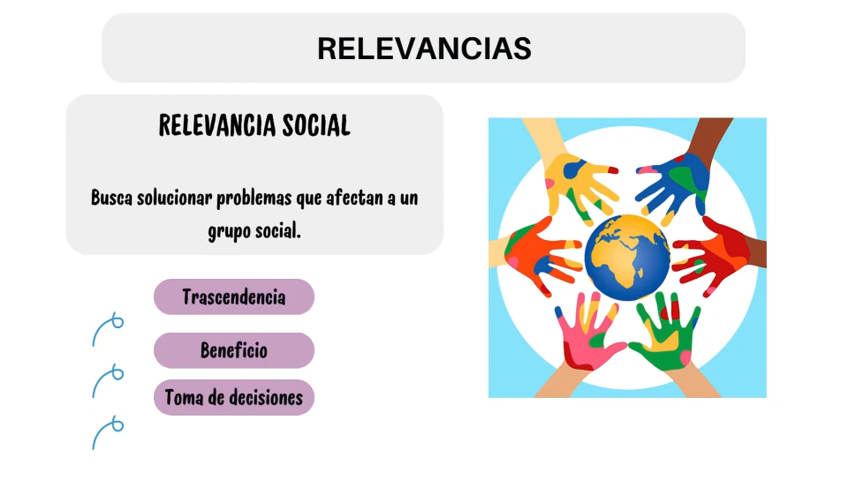 RELEVANCIAS
RELEVANCIA SOCIAL
Busca solucionar problemas que afectan a un
grupo social.
Trascendencia
Beneficio
Toma de decisiones